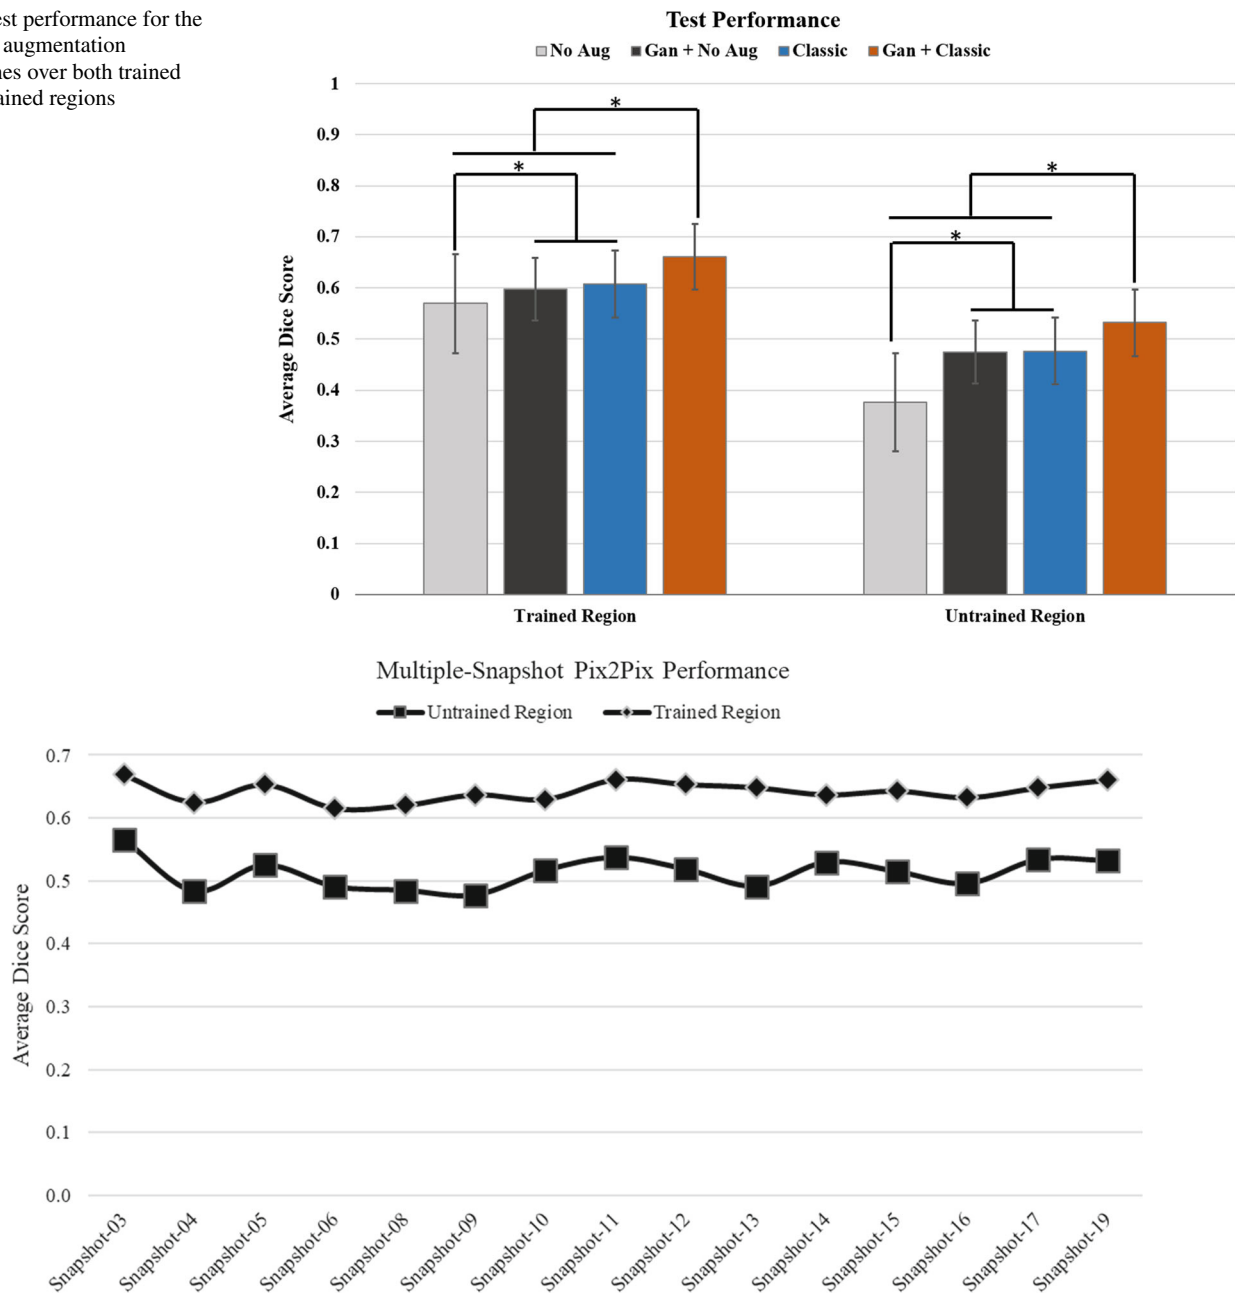 est performance for the
augmentation
nes over both trained
ained regions
Test Performance
No Aug Gan + No Aug Classic Gan + Classic
1
0.9
0.8
0.7
0.6
0.5
0.4
0.3
0.2
0.1
0
Average Dice Score
*
*
*
*
Trained Region Untrained Region
Multiple-Snapshot Pix2Pix Performance
Untrained Region Trained Region
0.7
0.6
0.5
0.4
0.3
0.2
0.1
0.0
Average Dice Score
Snapshot-03
Snapshot-04
Snapshot-05
Snapshot-06
Snapshot-08
Snapshot-09
Snapshot-10
Snapshot-11
Snapshot-12
Snapshot-13
Snapshot-14
Snapshot-15
Snapshot-16
Snapshot-17
Snapshot-19